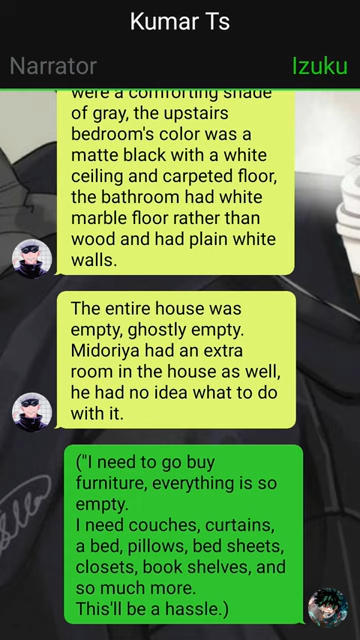 Kumar Ts
Narrator
Izuku
were a comforting shade
of gray, the upstairs
bedroom's color was a
matte black with a white
ceiling and carpeted floor,
the bathroom had white
marble floor rather than
wood and had plain white
walls.
The entire house was
empty, ghostly empty.
Midoriya had an extra
room in the house as well,
he had no idea what to do
with it.
("I need to go buy
furniture, everything is so
empty.
I need couches, curtains,
a bed, pillows, bed sheets,
closets, book shelves, and
so much more.
This'll be a hassle.)